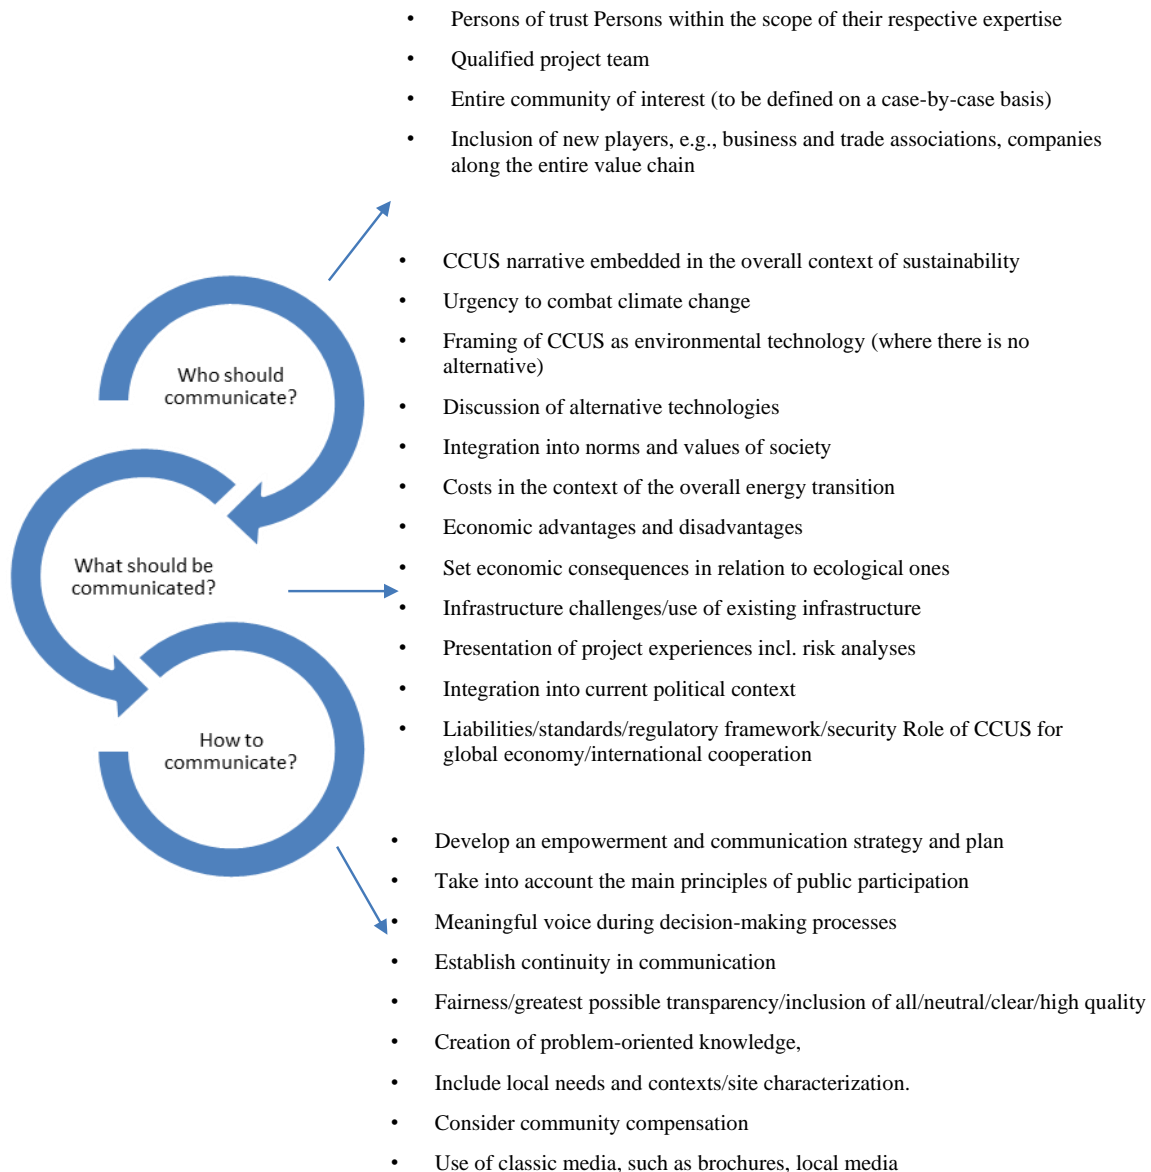 • Persons of trust Persons within the scope of their respective expertise
• Qualified project team
• Entire community of interest (to be defined on a case-by-case basis)
• Inclusion of new players, e.g., business and trade associations, companies
along the entire value chain
Who should
communicate?
• CCUS narrative embedded in the overall context of sustainability
• Urgency to combat climate change
• Framing of CCUS as environmental technology (where there is no
alternative)
• Discussion of alternative technologies
• Integration into norms and values of society
• Costs in the context of the overall energy transition
• Economic advantages and disadvantages
• Set economic consequences in relation to ecological ones
• Infrastructure challenges/use of existing infrastructure
• Presentation of project experiences incl. risk analyses
• Integration into current political context
• Liabilities/standards/regulatory framework/security Role of CCUS for
global economy/international cooperation
What should be
communicated?
How to
communicate?
• Develop an empowerment and communication strategy and plan
• Take into account the main principles of public participation
• Meaningful voice during decision-making processes
• Establish continuity in communication
• Fairness/greatest possible transparency/inclusion of all/neutral/clear/high quality
• Creation of problem-oriented knowledge,
• Include local needs and contexts/site characterization.
• Consider community compensation
• Use of classic media, such as brochures, local media